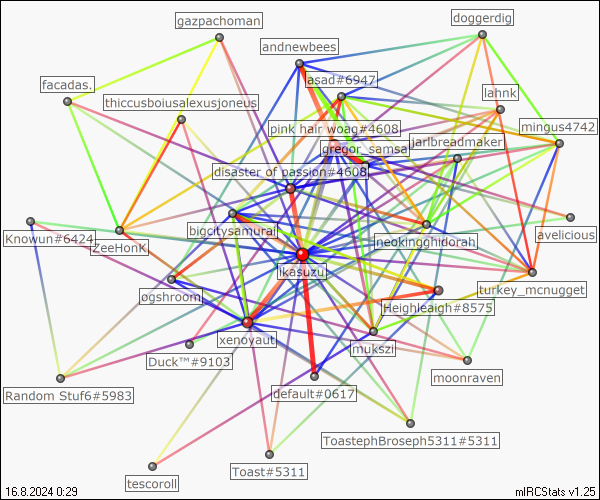 gazpachoman
doggerdig
andnewbees
asad#6947
facadas.
lahnk
thiccusboiusalexusjoneus
mingus4742
pink hair woag#4608
jarlbreadmaker
gregor_samsa
disaster of passion#4608
avelicious
bigcitysamurai
Knowun#6424
neokingghidorah
ZeeHonK
ikasuzu
turkey_mcnugget
ogshroom
Heighleaigh#8575
xenoyaut
mukszi
Duck™#9103
moonraven
default#0617
Random Stuf6#5983
ToastephBroseph5311#5311
Toast#5311
tescoroll
16.8.2024 0:29
mIRCStats v1.25